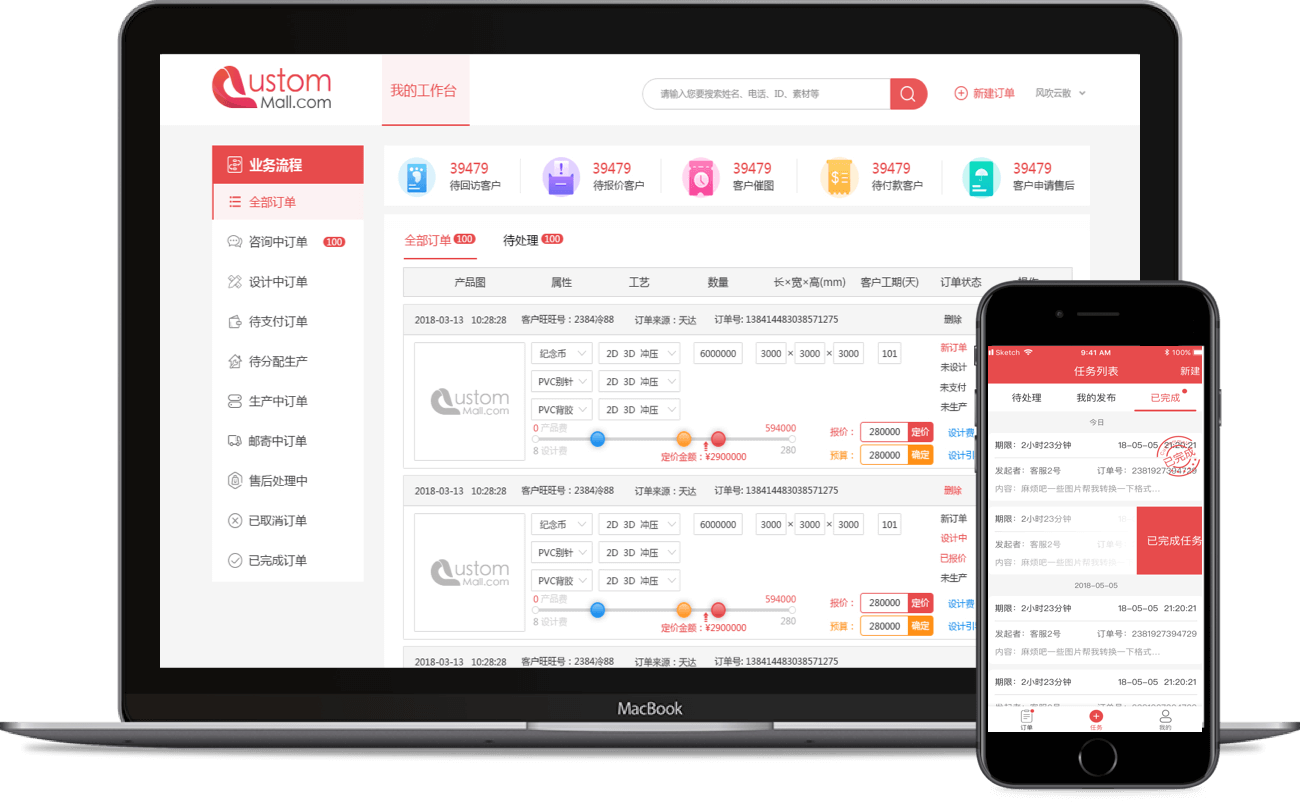 Qustom
Mall.com
我的工作台
请输入您要搜索姓名、电话、ID、素材等
新建订单
风吹云散
业务流程
全部订单
咨询中订单 100
设计中订单
待支付订单
待分配生产
生产中订单
邮寄中订单
售后处理中
已取消订单
已完成订单
39479
待回访客户
39479
待报价客户
39479
客户催图
39479
待付款客户
39479
客户申请售后
全部订单 100 待处理 100
产品图 属性 工艺 数量 长×宽×高(mm) 客户工期(天) 订单状态
2018-03-13 10:28:28 客户旺旺号：2384冷88 订单来源：天达 订单号: 138414483038571275 删除
Qustom
Mall.com
纪念币 2D 3D 冲压 6000000 3000 × 3000 × 3000 101 新订单
未设计
PVC别针 2D 3D 冲压
未支付
PVC背胶 2D 3D 冲压 未生产
0 产品费 594000
8 设计费 280
定价金额：¥2900000
报价： 280000 定价 设计费
预算： 280000 确定 设计引
2018-03-13 10:28:28 客户旺旺号：2384冷88 订单来源：天达 订单号: 138414483038571275 删除
Qustom
Mall.com
纪念币 2D 3D 冲压 6000000 3000 × 3000 × 3000 101 新订单
设计中
PVC别针 2D 3D 冲压
已报价
PVC背胶 2D 3D 冲压 未生产
0 产品费 594000
8 设计费 280
定价金额：¥2900000
报价： 280000 定价 设计费
预算： 280000 确定 设计引
2018-03-13 10:28:28 客户旺旺号：2384冷88 订单来源：天达 订单号: 138414483038571275
MacBook
Sketch 9:41 AM 100%
任务列表 新建
待处理 我的发布 已完成
今日
期限：2小时23分钟 18-05-05 21:20:21
已完成
发起者：客服2号 订单号：2381927394729
内容：麻烦吧一些图片帮我转换一下格式...
期限：2小时23分钟
发起者：客服2号 订单号
内容：麻烦吧一些图片帮我转换一下格
已完成任务
2018-05-05
期限：2小时23分钟 18-05-05 21:20:21
发起者：客服2号 订单号：2381927394729
内容：麻烦吧一些图片帮我转换一下格式...
期限：2小时23分钟 18-05-05 21:20:21
订单 任务 我的